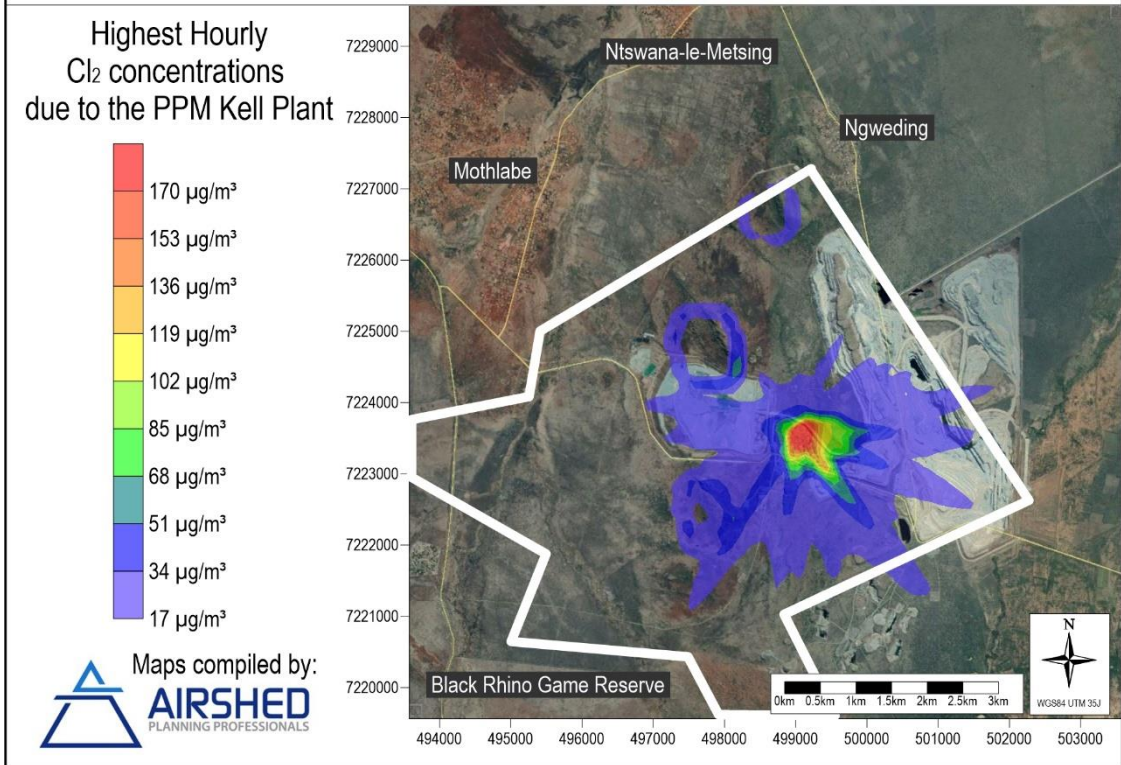 Highest Hourly
Cl₂ concentrations
due to the PPM Kell Plant
170 µg/m³
153 µg/m³
136 µg/m³
119 µg/m³
102 µg/m³
85 µg/m³
68 µg/m³
51 µg/m³
34 µg/m³
17 µg/m³
Maps compiled by:
AIRSHED
PLANNING PROFESSIONALS
7229000
7228000
7227000
7226000
7225000
7224000
7223000
7222000
7221000
7220000
Ntswana-le-Metsing
Ngweding
Mothlabe
Black Rhino Game Reserve
0km 0.5km 1km 1.5km 2km 2.5km 3km
N
WGS84 UTM 35J
494000 495000 496000 497000 498000 499000 500000 501000 502000 503000